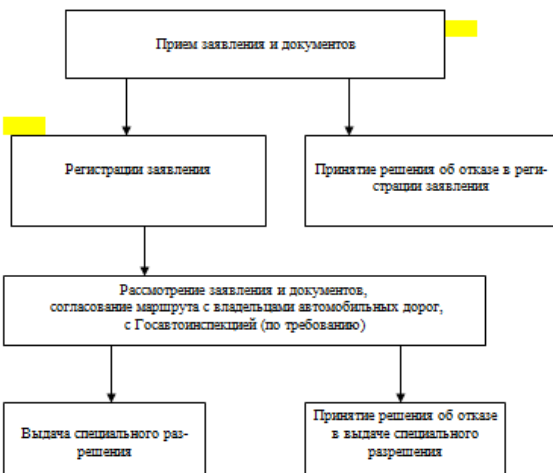 Прием заявления и документов
Регистрации заявления
Принятие решения об отказе в реги-
страции заявления
Рассмотрение заявления и документов,
согласование маршрута с владельцами автомобильных дорог,
с Госавтоинспекцией (по требованию)
Выдача специального раз-
решения
Принятие решения об отказе
в выдаче специального
разрешения